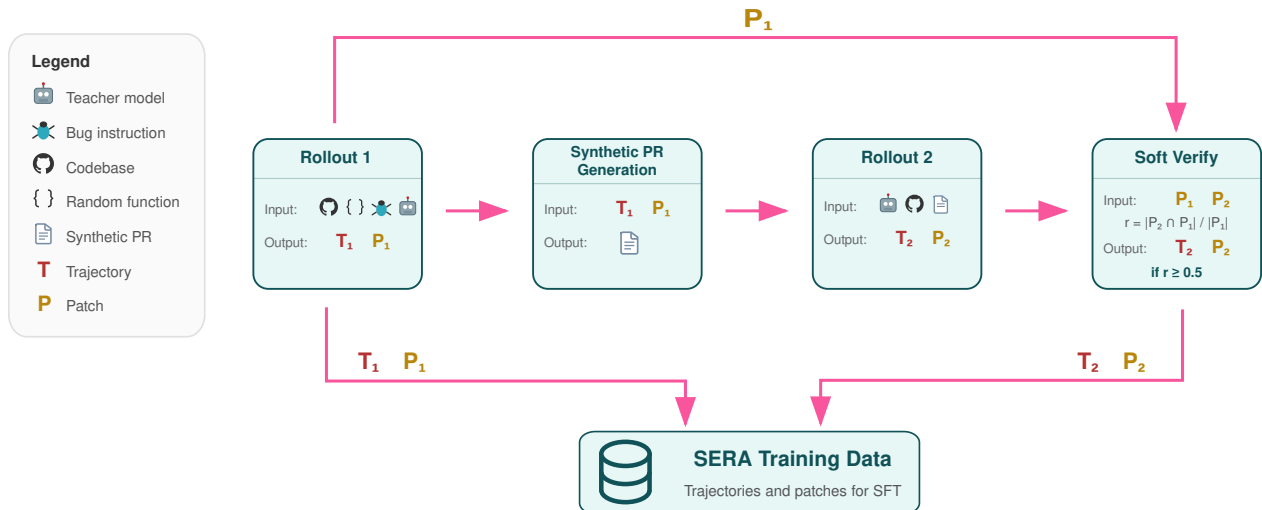 P₁
Legend
Teacher model
Bug instruction
Codebase
{ } Random function
Synthetic PR
T Trajectory
P Patch
Rollout 1
Input: { }
Output: T₁ P₁
Synthetic PR
Generation
Input: T₁ P₁
Output:
Rollout 2
Input:
Output: T₂ P₂
Soft Verify
Input: P₁ P₂
r = |P₂ ∩ P₁| / |P₁|
Output: T₂ P₂
if r ≥ 0.5
T₁ P₁
T₂ P₂
SERA Training Data
Trajectories and patches for SFT